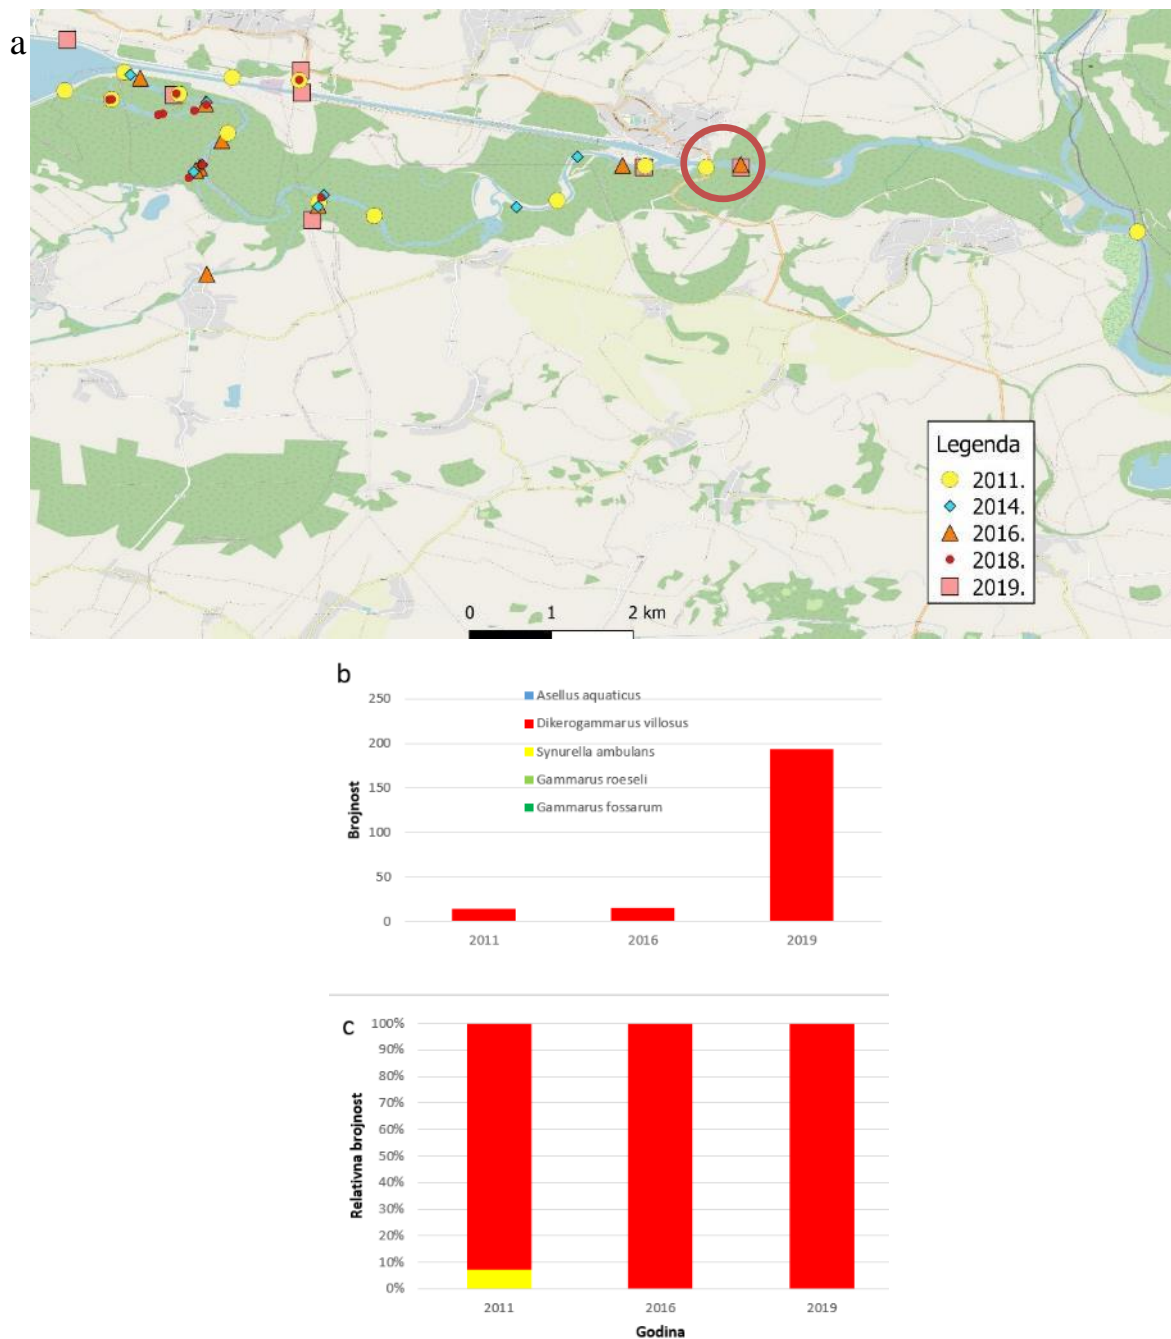 a
Legenda
2011.
2014.
2016.
2018.
2019.
0 1 2 km
b
250
200
150
100
50
0
Brojnost
Asellus aquaticus
Dikerogammarus villosus
Synurella ambulans
Gammarus roeseli
Gammarus fossarum
2011 2016 2019
c
100%
90%
80%
70%
60%
50%
40%
30%
20%
10%
0%
Relativna brojnost
2011 2016 2019
Godina